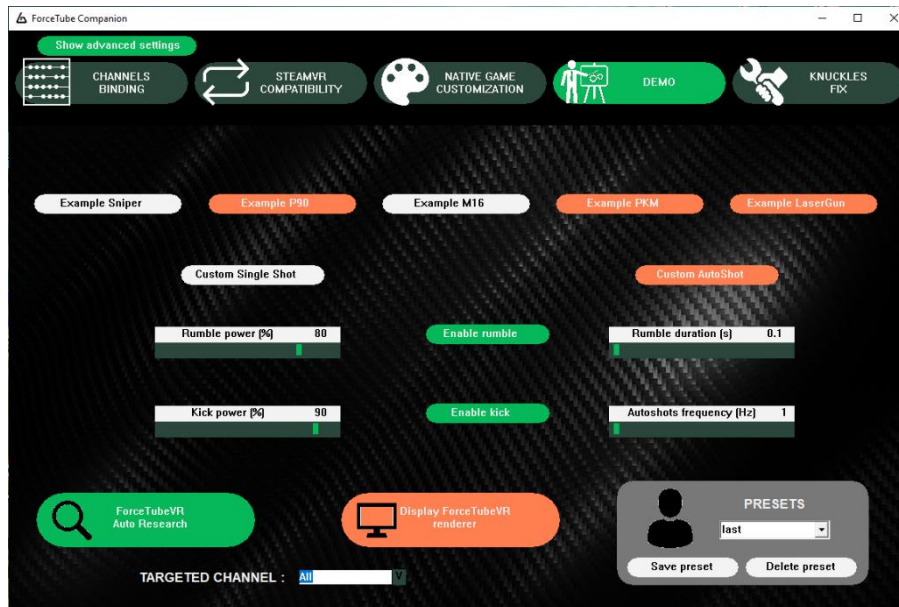 ForceTube Companion
Show advanced settings
CHANNELS
BINDING
STEAMVR
COMPATIBILITY
NATIVE GAME
CUSTOMIZATION
DEMO
KNUCKLES
FIX
Example Sniper
Example P90
Example M16
Example PKM
Example LaserGun
Custom Single Shot
Custom AutoShot
Rumble power (%) 80
Enable rumble
Rumble duration (s) 0.1
Kick power (%) 90
Enable kick
Autoshots frequency (Hz) 1
ForceTubeVR
Auto Research
Display ForceTubeVR
renderer
PRESETS
last
Save preset
Delete preset
TARGETED CHANNEL : All V